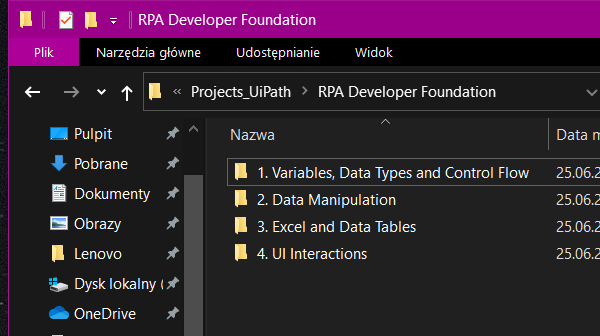 RPA Developer Foundation
Plik Narzędzia główne Udostępnianie Widok
Projects_UiPath RPA Developer Foundation
Nazwa Data m
Pulpit
Pobrane
Dokumenty
Obrazy
Lenovo
Dysk lokalny (
OneDrive
1. Variables, Data Types and Control Flow 25.06.2
2. Data Manipulation 25.06.2
3. Excel and Data Tables 25.06.2
4. UI Interactions 25.06.2